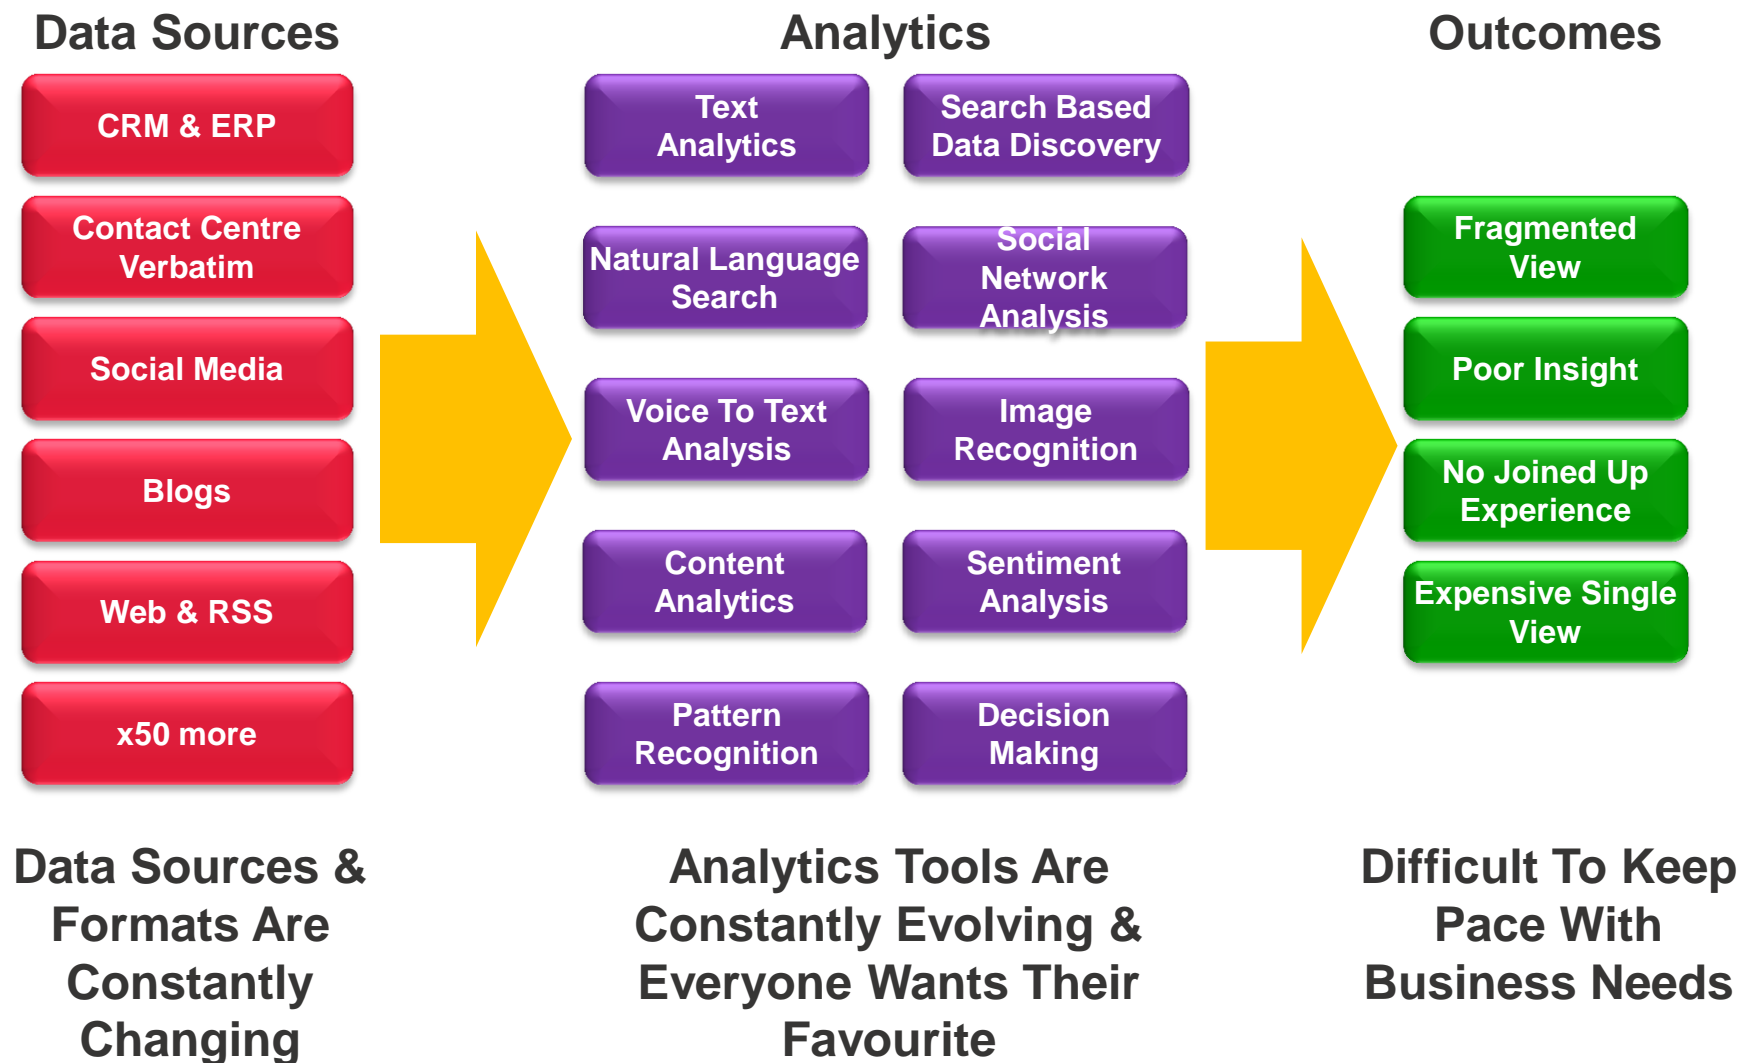 Data Sources
CRM & ERP
Contact Centre
Verbatim
Social Media
Blogs
Web & RSS
x50 more
Data Sources &
Formats Are
Constantly
Changing
Analytics
Text
Analytics
Search Based
Data Discovery
Natural Language
Search
Social
Network
Analysis
Voice To Text
Analysis
Image
Recognition
Content
Analytics
Sentiment
Analysis
Pattern
Recognition
Decision
Making
Analytics Tools Are
Constantly Evolving &
Everyone Wants Their
Favourite
Outcomes
Fragmented
View
Poor Insight
No Joined Up
Experience
Expensive Single
View
Difficult To Keep
Pace With
Business Needs